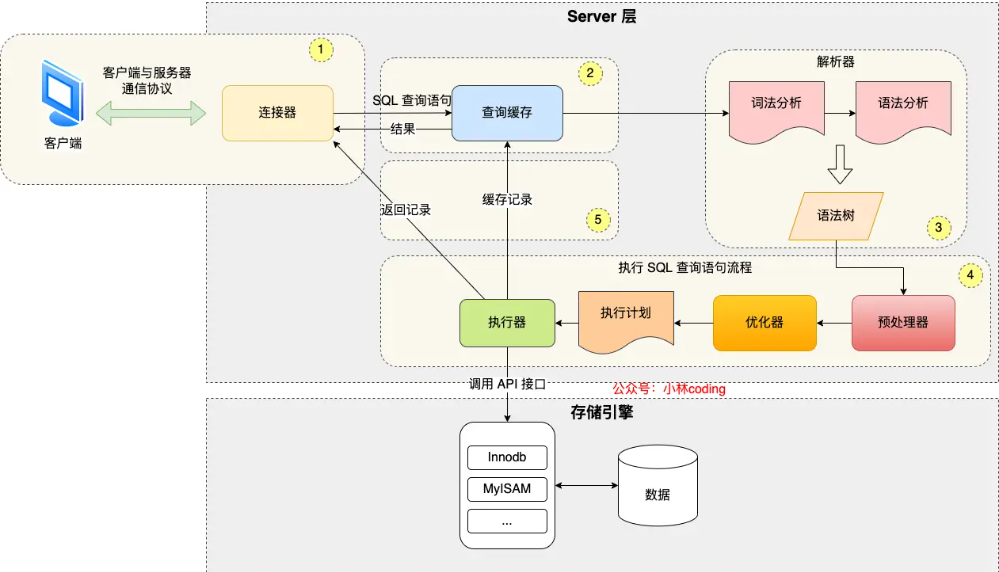 Server 层
1
客户端与服务器
通信协议
客户端
连接器
SQL 查询语句
结果
2
查询缓存
解析器
词法分析
语法分析
语法树
3
返回记录
缓存记录
5
执行 SQL 查询语句流程
4
执行器
执行计划
优化器
预处理器
调用 API 接口
公众号：小林coding
存储引擎
Innodb
MyISAM
...
数据